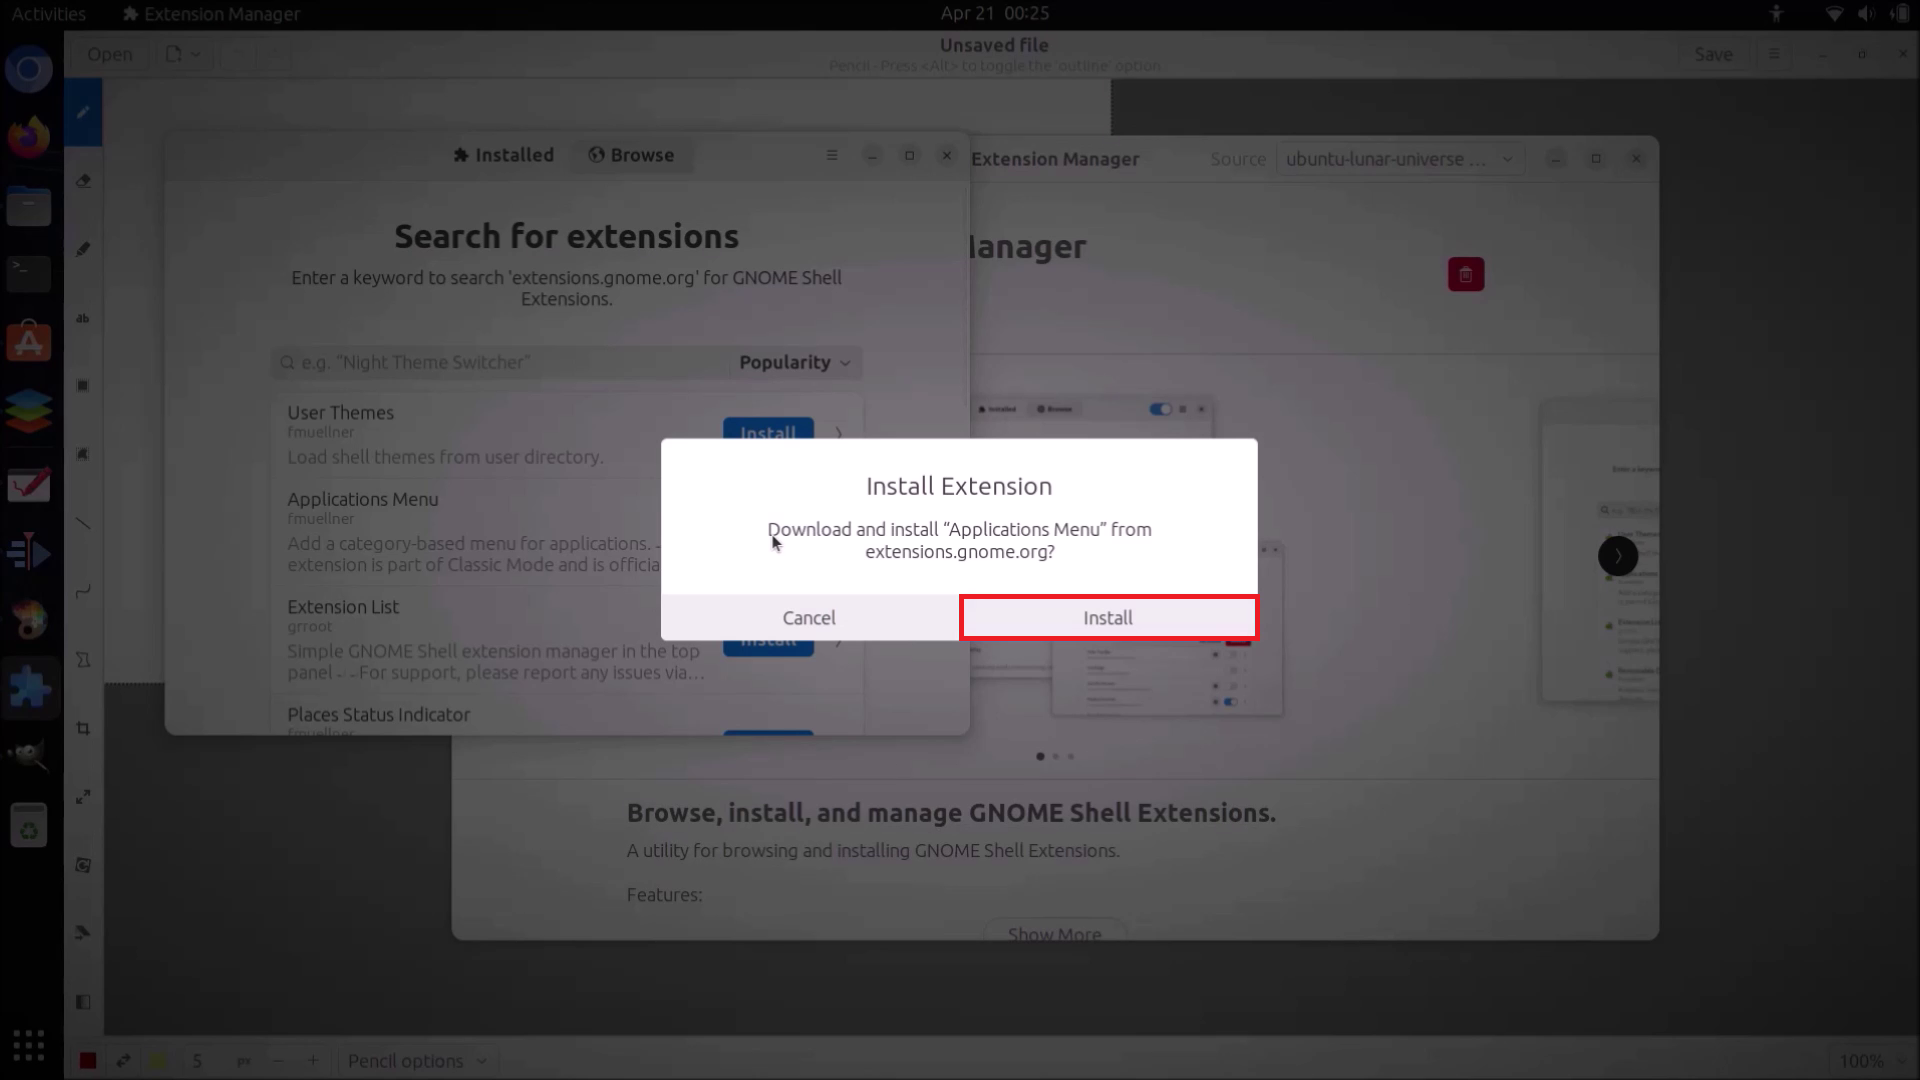 Activities
Extension Manager
Apr 21 00:25
Open
Unsaved file
Pencil - Press <Alt> to toggle the 'outline' option
Save
Installed
Browse
Extension Manager
Source
ubuntu-lunar-universe ...
Search for extensions
Enter a keyword to search 'extensions.gnome.org' for GNOME Shell
Extensions.
Manager
e.g. “Night Theme Switcher”
Popularity
User Themes
fmuellner
Load shell themes from user directory.
Install
Installed
Browse
Applications Menu
fmuellner
Add a category-based menu for applications. -
extension is part of Classic Mode and is officia
Install Extension
Download and install “Applications Menu” from
extensions.gnome.org?
Cancel
Install
Extension List
grroot
Simple GNOME Shell extension manager in the top
panel - - For support, please report any issues via...
Install
Places Status Indicator
fmuellner
Browse, install, and manage GNOME Shell Extensions.
A utility for browsing and installing GNOME Shell Extensions.
Features:
Show More
ab
5
px
Pencil options
100%